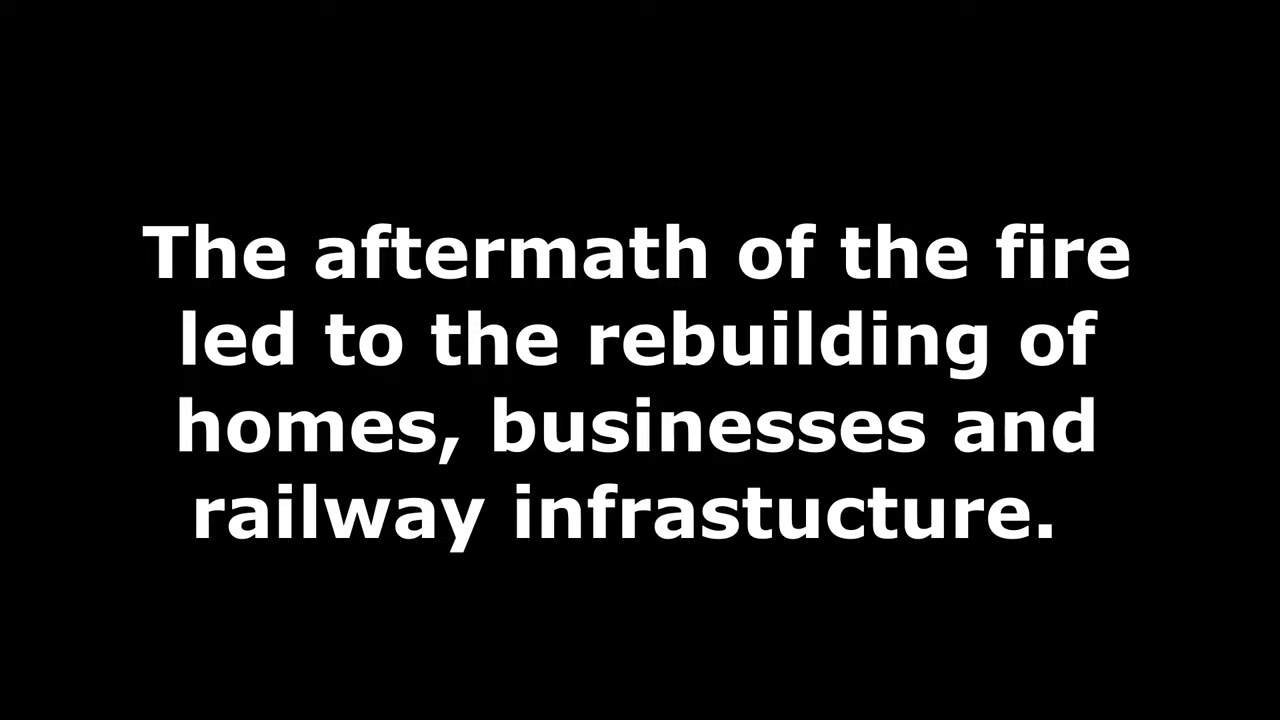 The aftermath of the fire
led to the rebuilding of
homes, businesses and
railway infrastucture.